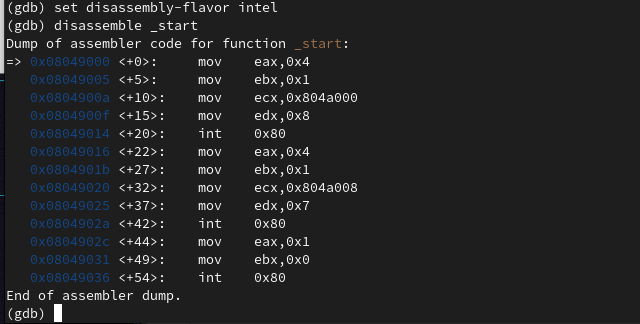 (gdb) set disassembly-flavor intel
(gdb) disassemble _start
Dump of assembler code for function _start:
=> 0x08049000 <+0>:     mov    eax,0x4
   0x08049005 <+5>:     mov    ebx,0x1
   0x0804900a <+10>:    mov    ecx,0x804a000
   0x0804900f <+15>:    mov    edx,0x8
   0x08049014 <+20>:    int    0x80
   0x08049016 <+22>:    mov    eax,0x4
   0x0804901b <+27>:    mov    ebx,0x1
   0x08049020 <+32>:    mov    ecx,0x804a008
   0x08049025 <+37>:    mov    edx,0x7
   0x0804902a <+42>:    int    0x80
   0x0804902c <+44>:    mov    eax,0x1
   0x08049031 <+49>:    mov    ebx,0x0
   0x08049036 <+54>:    int    0x80
End of assembler dump.
(gdb)